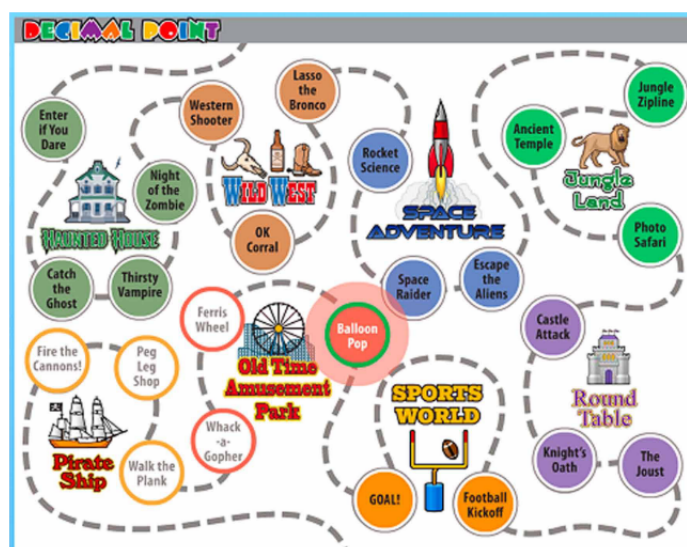 DECIMAL POINT
Enter
if You
Dare
Night
of the
Zombie
HAUNTED HOUSE
Catch
the
Ghost
Thirsty
Vampire
Western
Shooter
Lasso
the
Bronco
WILD WEST
OK
Corral
Rocket
Science
SPACE
ADVENTURE
Space
Raider
Escape
the
Aliens
Jungle
Zipline
Ancient
Temple
Jungle
Land
Photo
Safari
Castle
Attack
Round
Table
Knight's
Oath
The
Joust
SPORTS
WORLD
GOAL!
Football
Kickoff
Balloon
Pop
Ferris
Wheel
Old Time
Amusement
Park
Whack
-a-
Gopher
Fire the
Cannons!
Peg
Leg
Shop
Pirate
Ship
Walk the
Plank